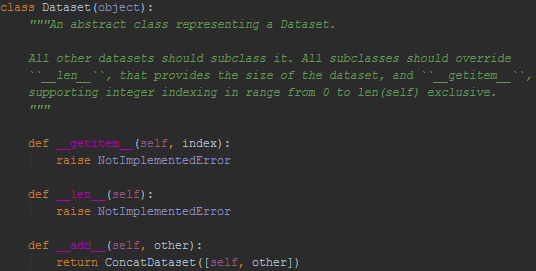 class Dataset(object):
    """An abstract class representing a Dataset.

    All other datasets should subclass it. All subclasses should override
    ``__len__``, that provides the size of the dataset, and ``__getitem__``,
    supporting integer indexing in range from 0 to len(self) exclusive.
    """

    def __getitem__(self, index):
        raise NotImplementedError

    def __len__(self):
        raise NotImplementedError

    def __add__(self, other):
        return ConcatDataset([self, other])